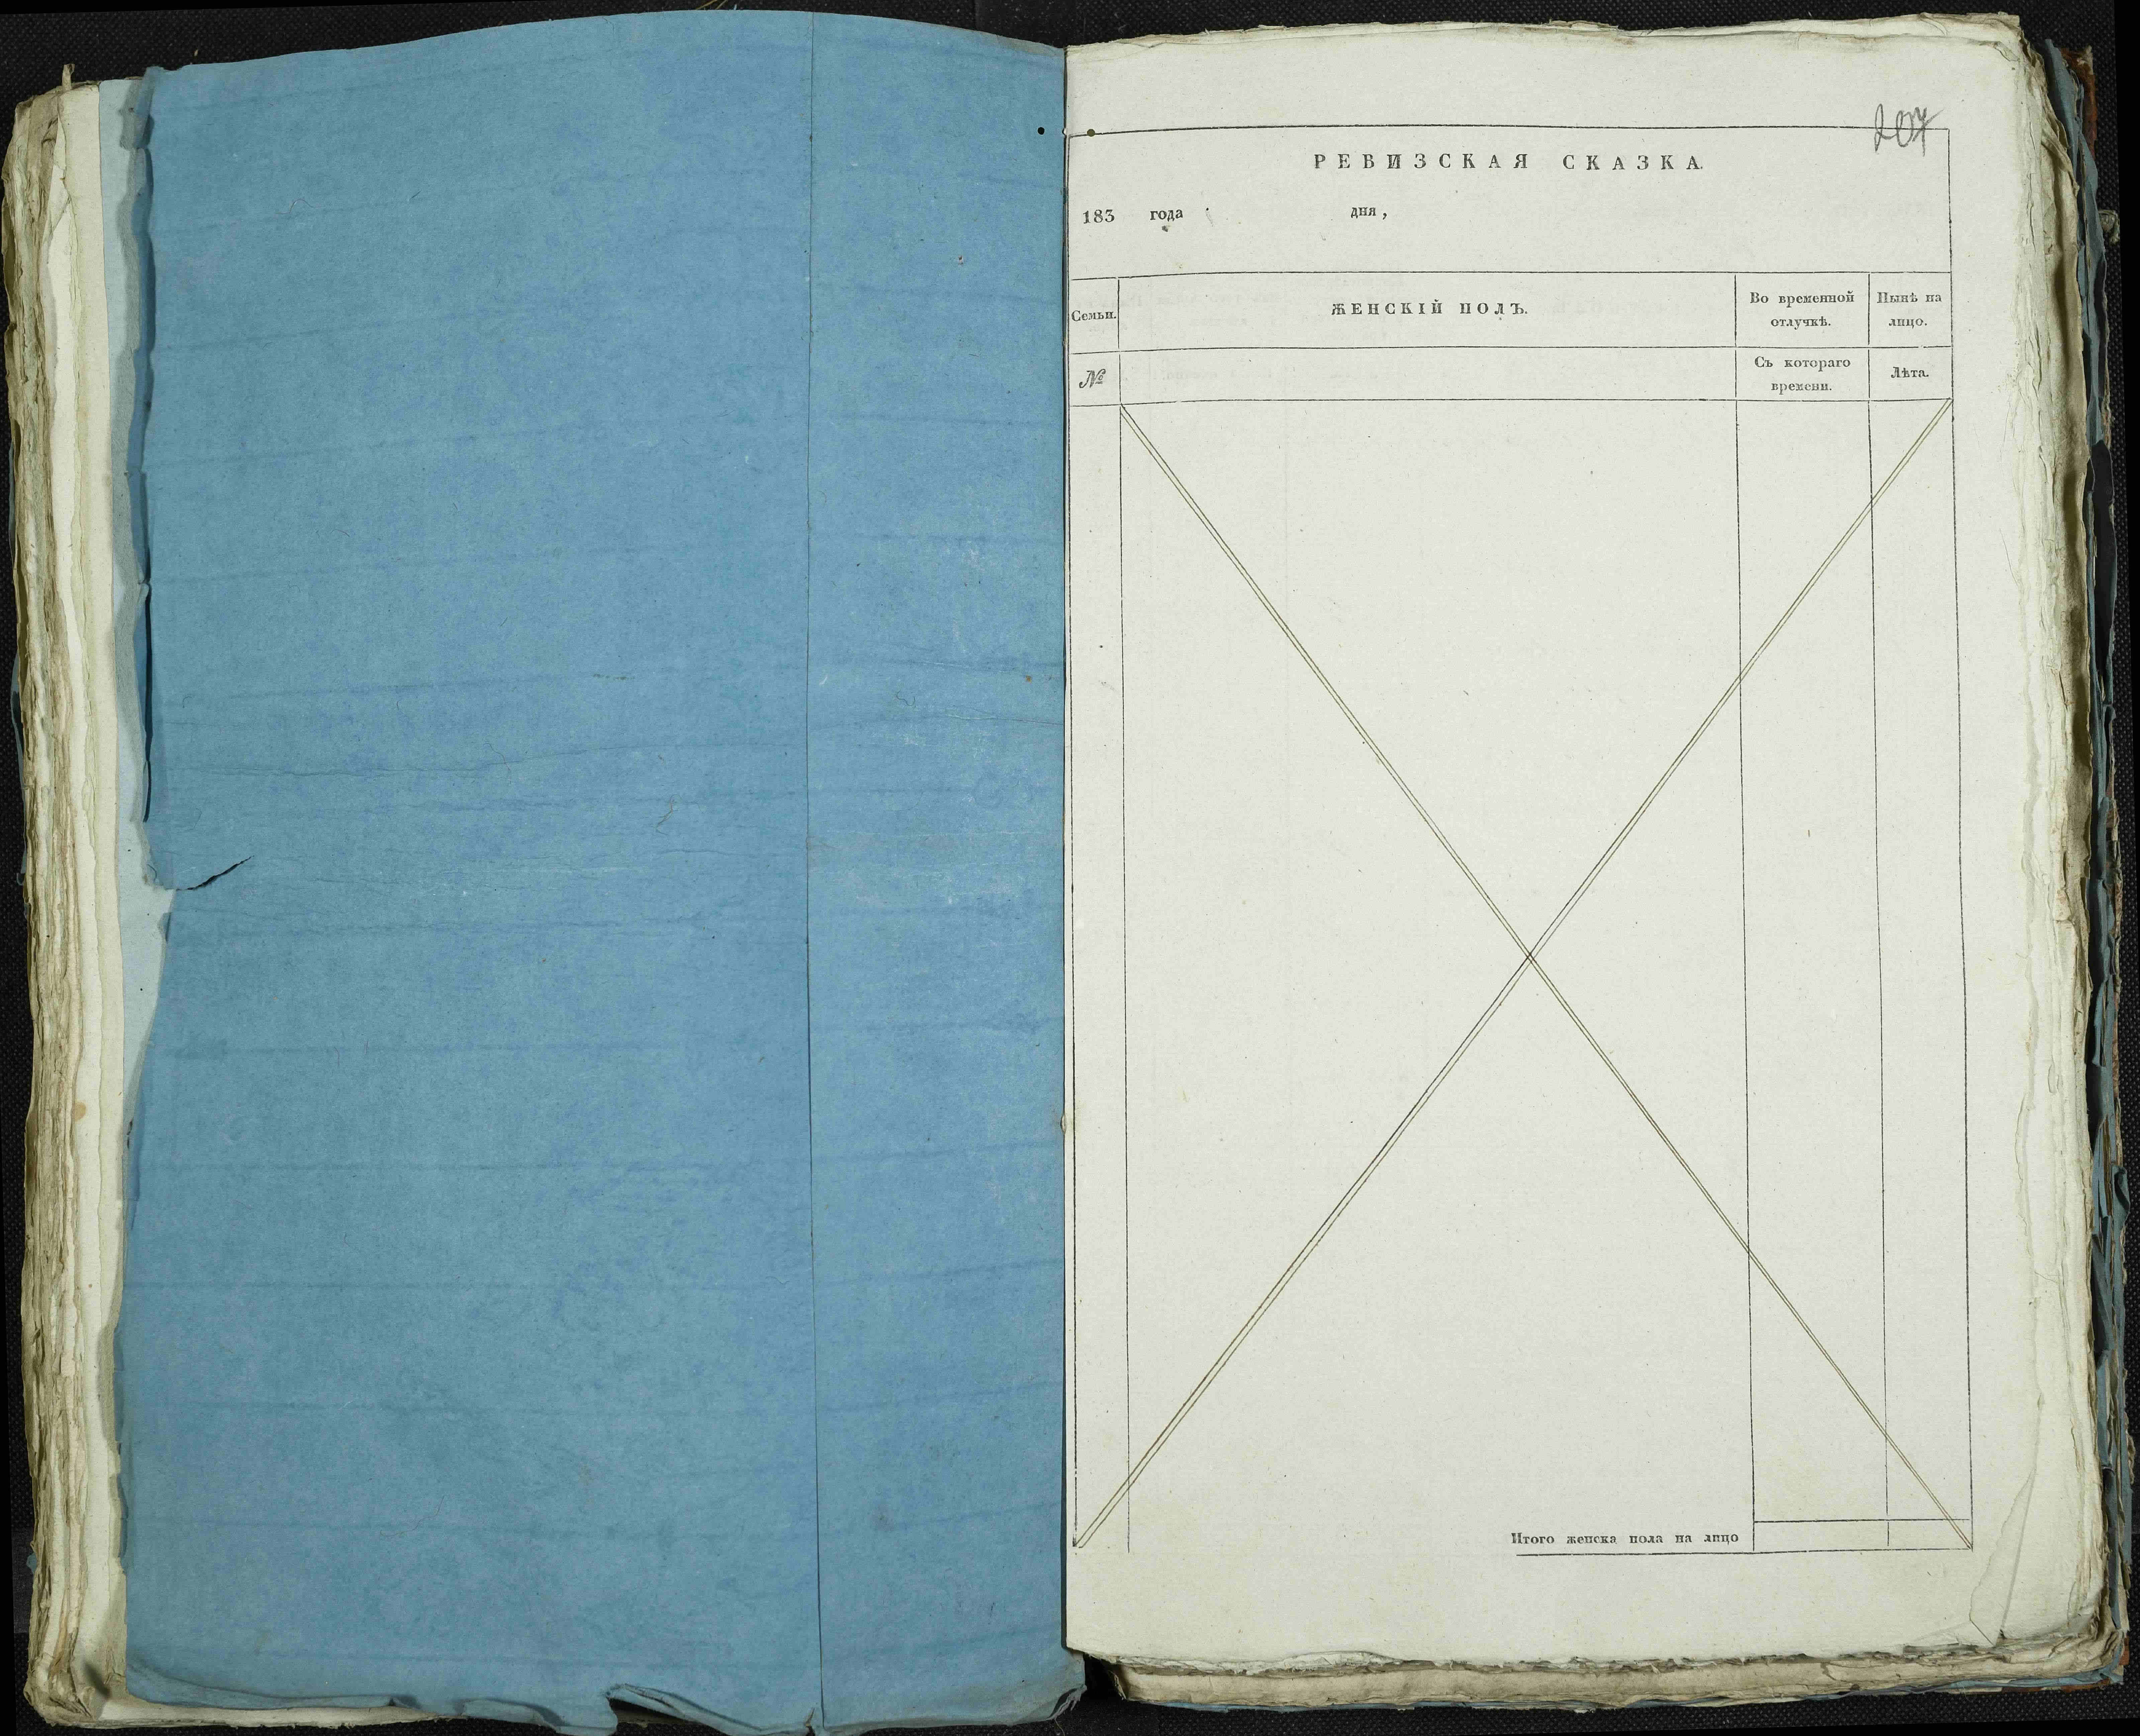 207
РЕВИЗСКАЯ СКАЗКА.
183 года дня,
Семьи. ЖЕНСКІЙ ПОЛЪ. Во временной отлучкѣ. Нынѣ на лицо.
№ Съ котораго времени. Лѣта.
Итого женска пола на лицо